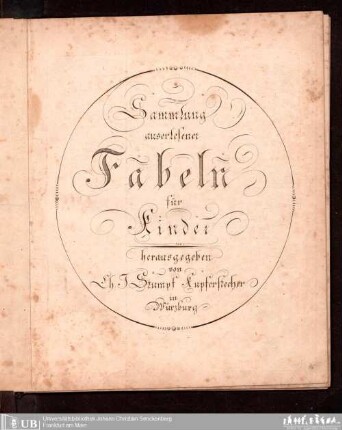 Sammlung
auserlesener
Fabeln
für
Kinder
herausgegeben
von
Ch. J. Stumpf Kupferstecher
in
Würzburg
UB
Universitätsbibliothek Johann Christian Senckenberg
Frankfurt am Main